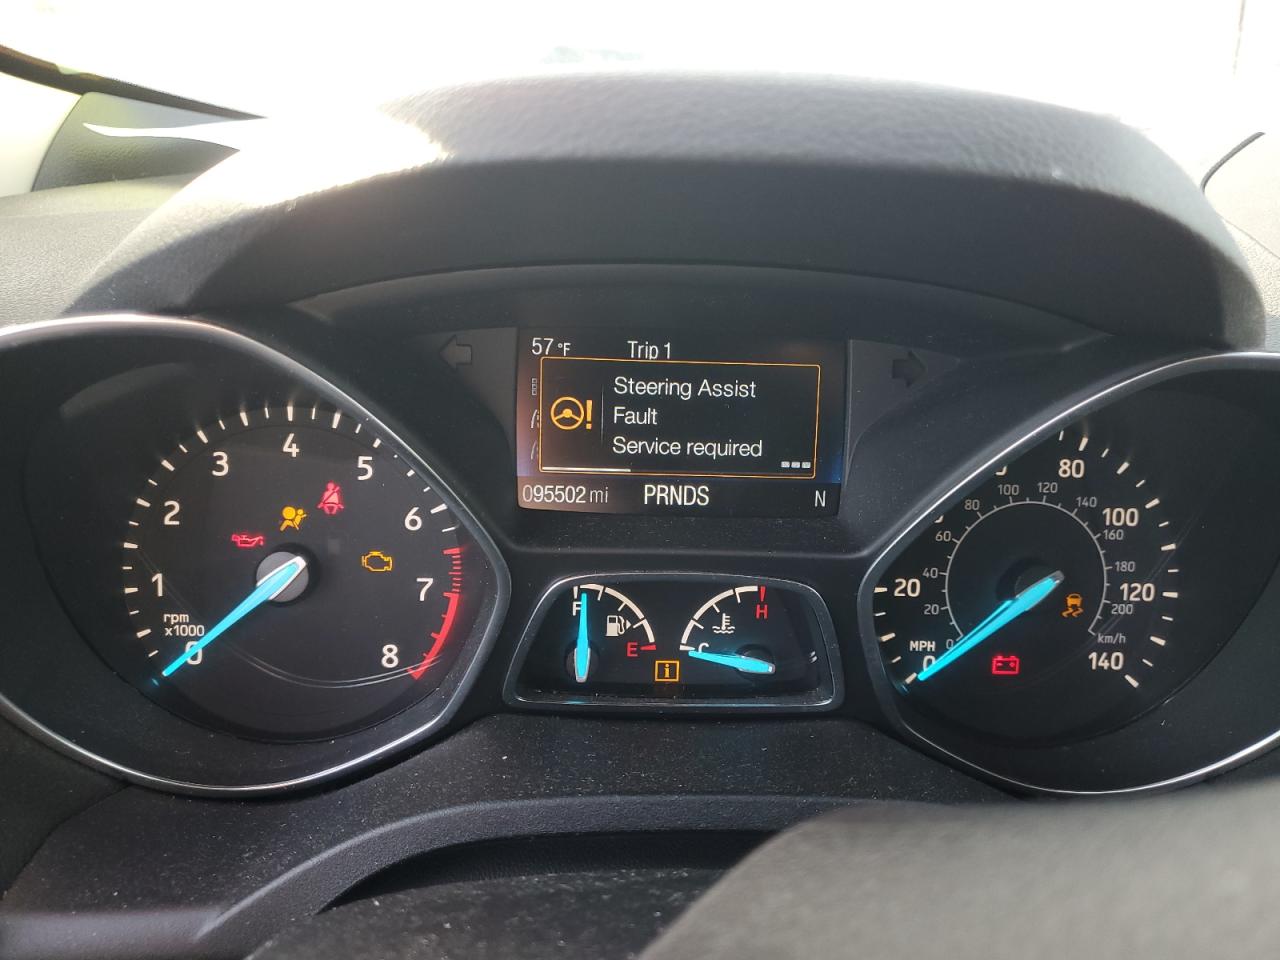 57 °F Trip 1
Steering Assist
Fault
Service required
095502 mi PRNDS N
0 1 2 3 4 5 6 7 8
rpm
x1000
F E
C H
i
0 20 80 100 120 140
MPH
0 20 40 60 80 100 120 140 160 180 200
km/h